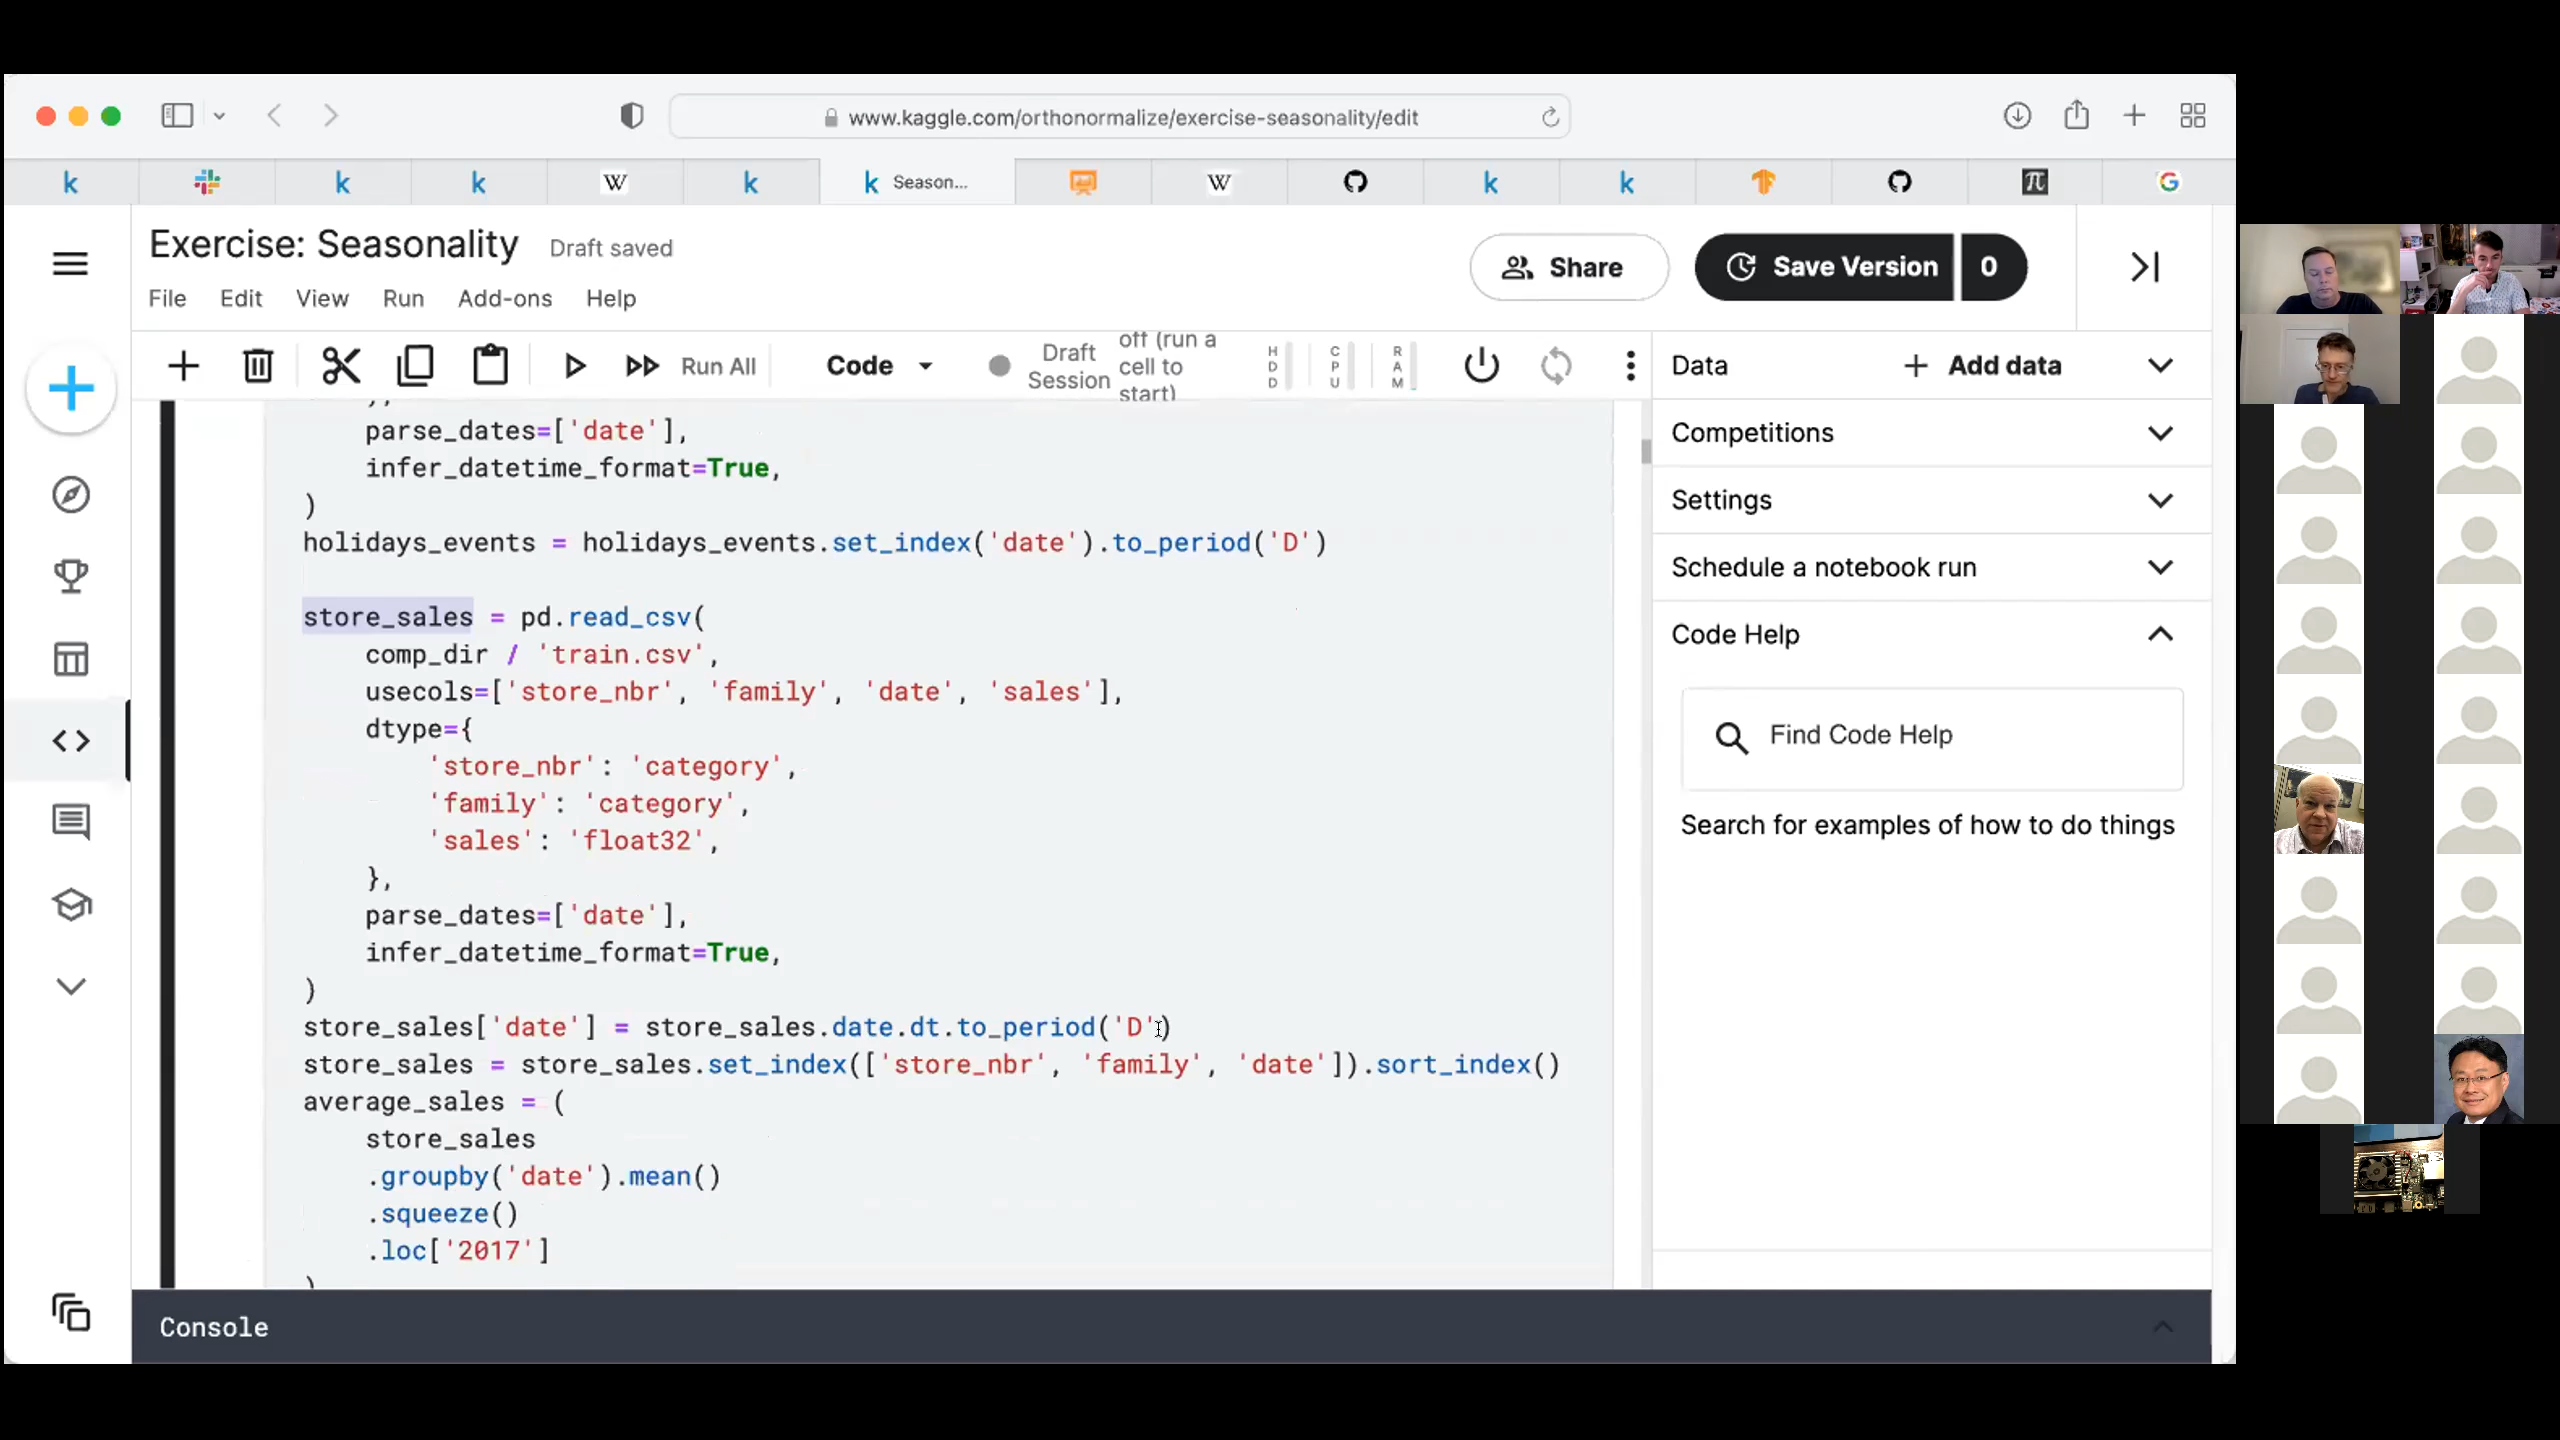 www.kaggle.com/orthonormalize/exercise-seasonality/edit
Season...
Exercise: Seasonality Draft saved
File Edit View Run Add-ons Help
Share
Save Version 0
Run All
Code
Draft Session
off (run a cell to start)
HDD
CPU
RAM
Data
Add data
parse_dates=['date'],
infer_datetime_format=True,
)
holidays_events = holidays_events.set_index('date').to_period('D')
store_sales = pd.read_csv(
comp_dir / 'train.csv',
usecols=['store_nbr', 'family', 'date', 'sales'],
dtype={
'store_nbr': 'category',
'family': 'category',
'sales': 'float32',
},
parse_dates=['date'],
infer_datetime_format=True,
)
store_sales['date'] = store_sales.date.dt.to_period('D')
store_sales = store_sales.set_index(['store_nbr', 'family', 'date']).sort_index()
average_sales = (
store_sales
.groupby('date').mean()
.squeeze()
.loc['2017']
)
Competitions
Settings
Schedule a notebook run
Code Help
Find Code Help
Search for examples of how to do things
Console